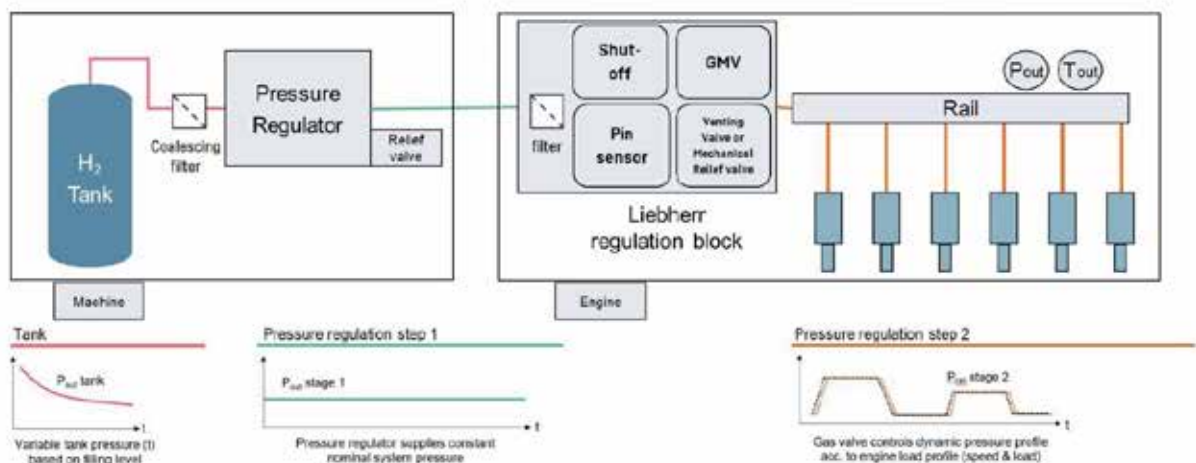 H2
Tank
Coalescing
filter
Pressure
Regulator
Relief
valve
filter
Shut-
off
GMV
Pin
sensor
Venting
Valve or
Mechanical
Relief valve
Liebherr
regulation block
Pout
Tout
Rail
Machine
Engine
Tank
Pout tank
t
Variable tank pressure (t)
based on filling level
Pressure regulation step 1
Pout stage 1
t
Pressure regulator supplies constant
nominal system pressure
Pressure regulation step 2
Pout stage 2
t
Gas valve controls dynamic pressure profile
acc. to engine load profile (speed & load)